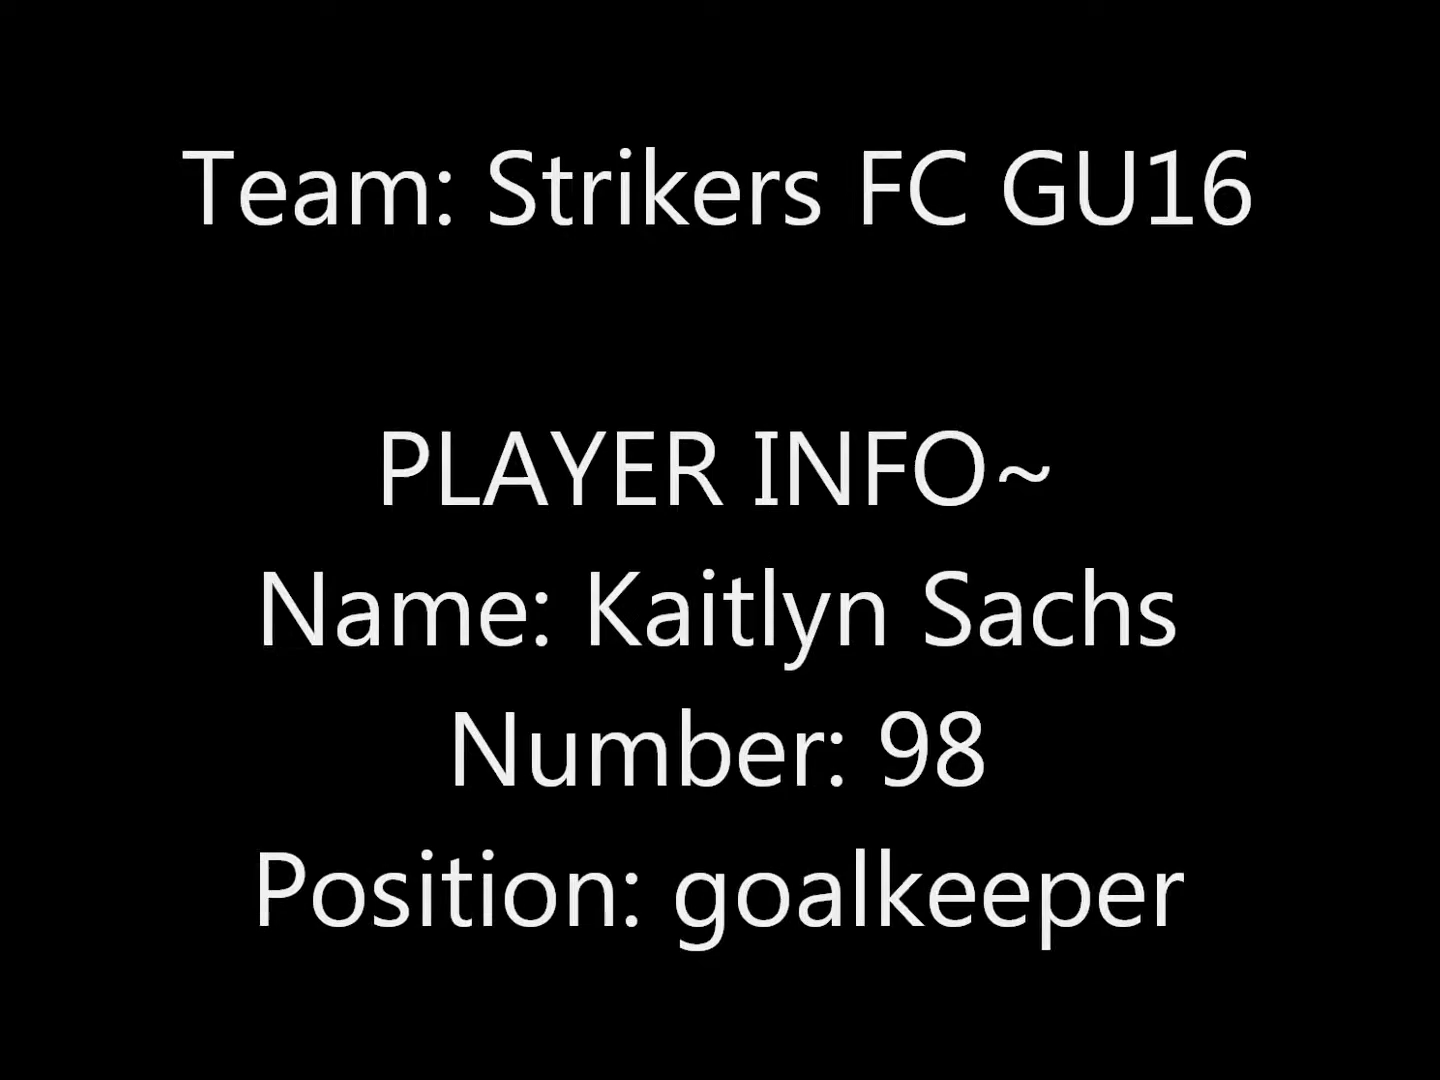 Team: Strikers FC GU16
PLAYER INFO~
Name: Kaitlyn Sachs
Number: 98
Position: goalkeeper